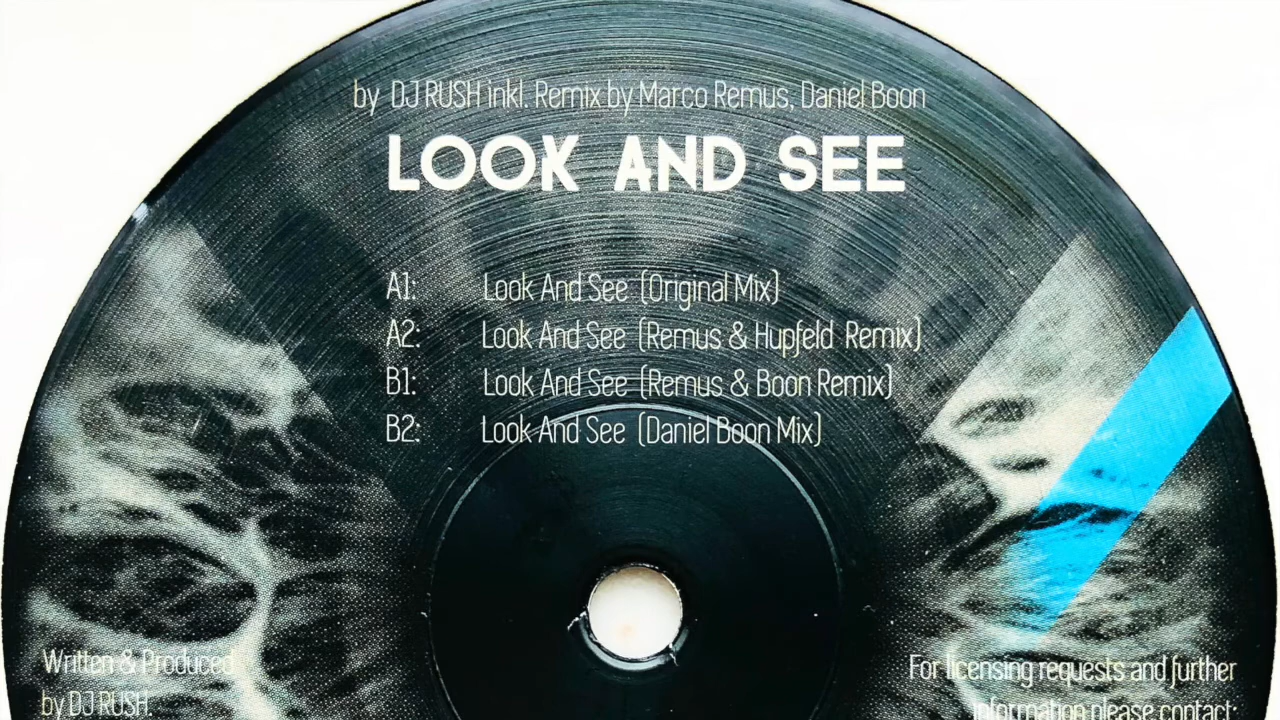 by DJ RUSH inkl. Remix by Marco Remus, Daniel Boon
LOOK AND SEE
A1: Look And See (Original Mix)
A2: Look And See (Remus & Hupfeld Remix)
B1: Look And See (Remus & Boon Remix)
B2: Look And See (Daniel Boon Mix)
Written & Produced
by DJ RUSH.
For licensing requests and further
information please contact: